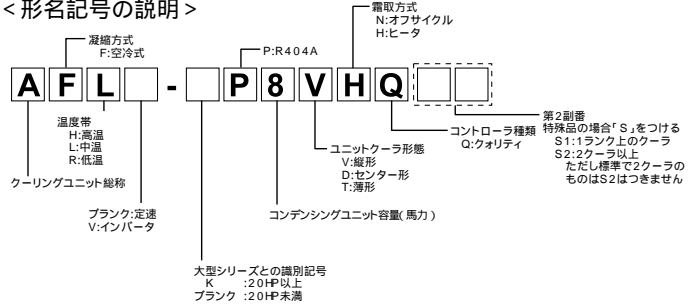 <形名記号の説明>
凝縮方式
F:空冷式
P:R404A
霜取方式
N:オフサイクル
H:ヒータ
A F L □ - □ P 8 V H Q □ □
温度帯
H:高温
L:中温
R:低温
クーリングユニット総称
ブランク:定速
V:インバータ
大型シリーズとの識別記号
K :20HP以上
ブランク :20HP未満
コンデンシングユニット容量(馬力)
ユニットクーラ形態
V:縦形
D:センター形
T:薄形
コントローラ種類
Q:クォリティ
第2副番
特殊品の場合「S」をつける
S1:1ランク上のクーラ
S2:2クーラ以上
ただし標準で2クーラの
ものはS2はつきません